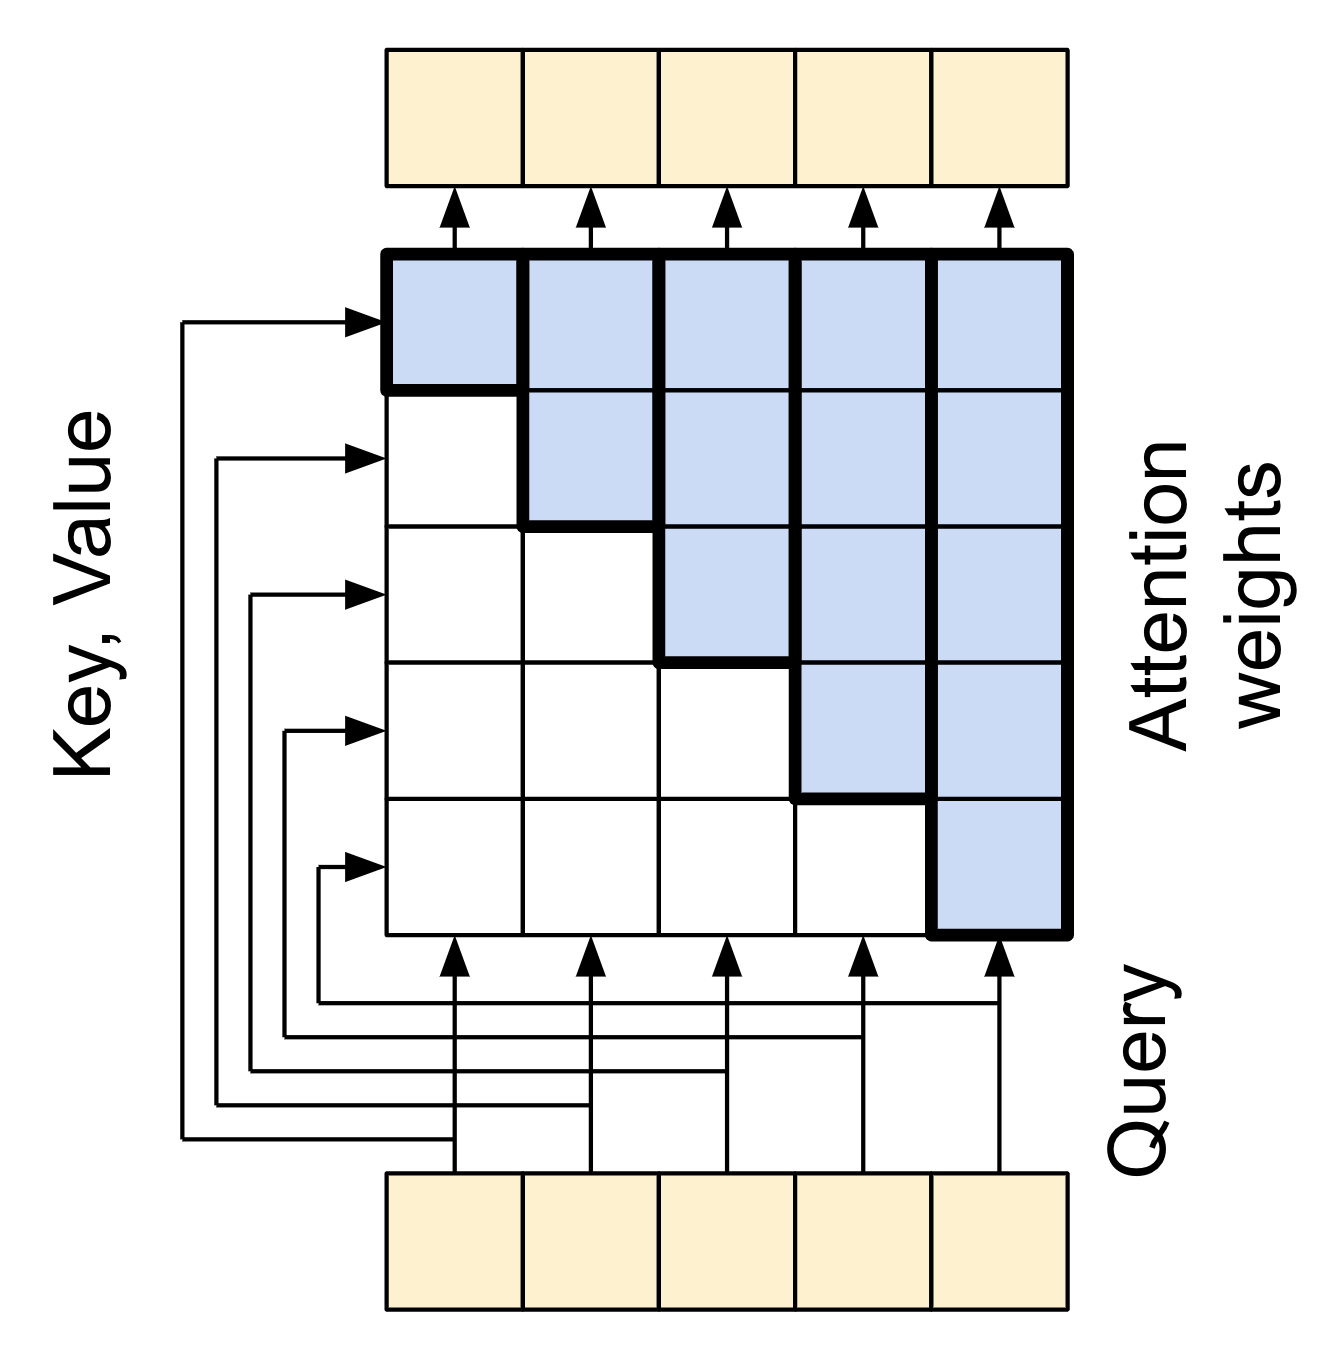 Key, Value
Attention
weights
Query